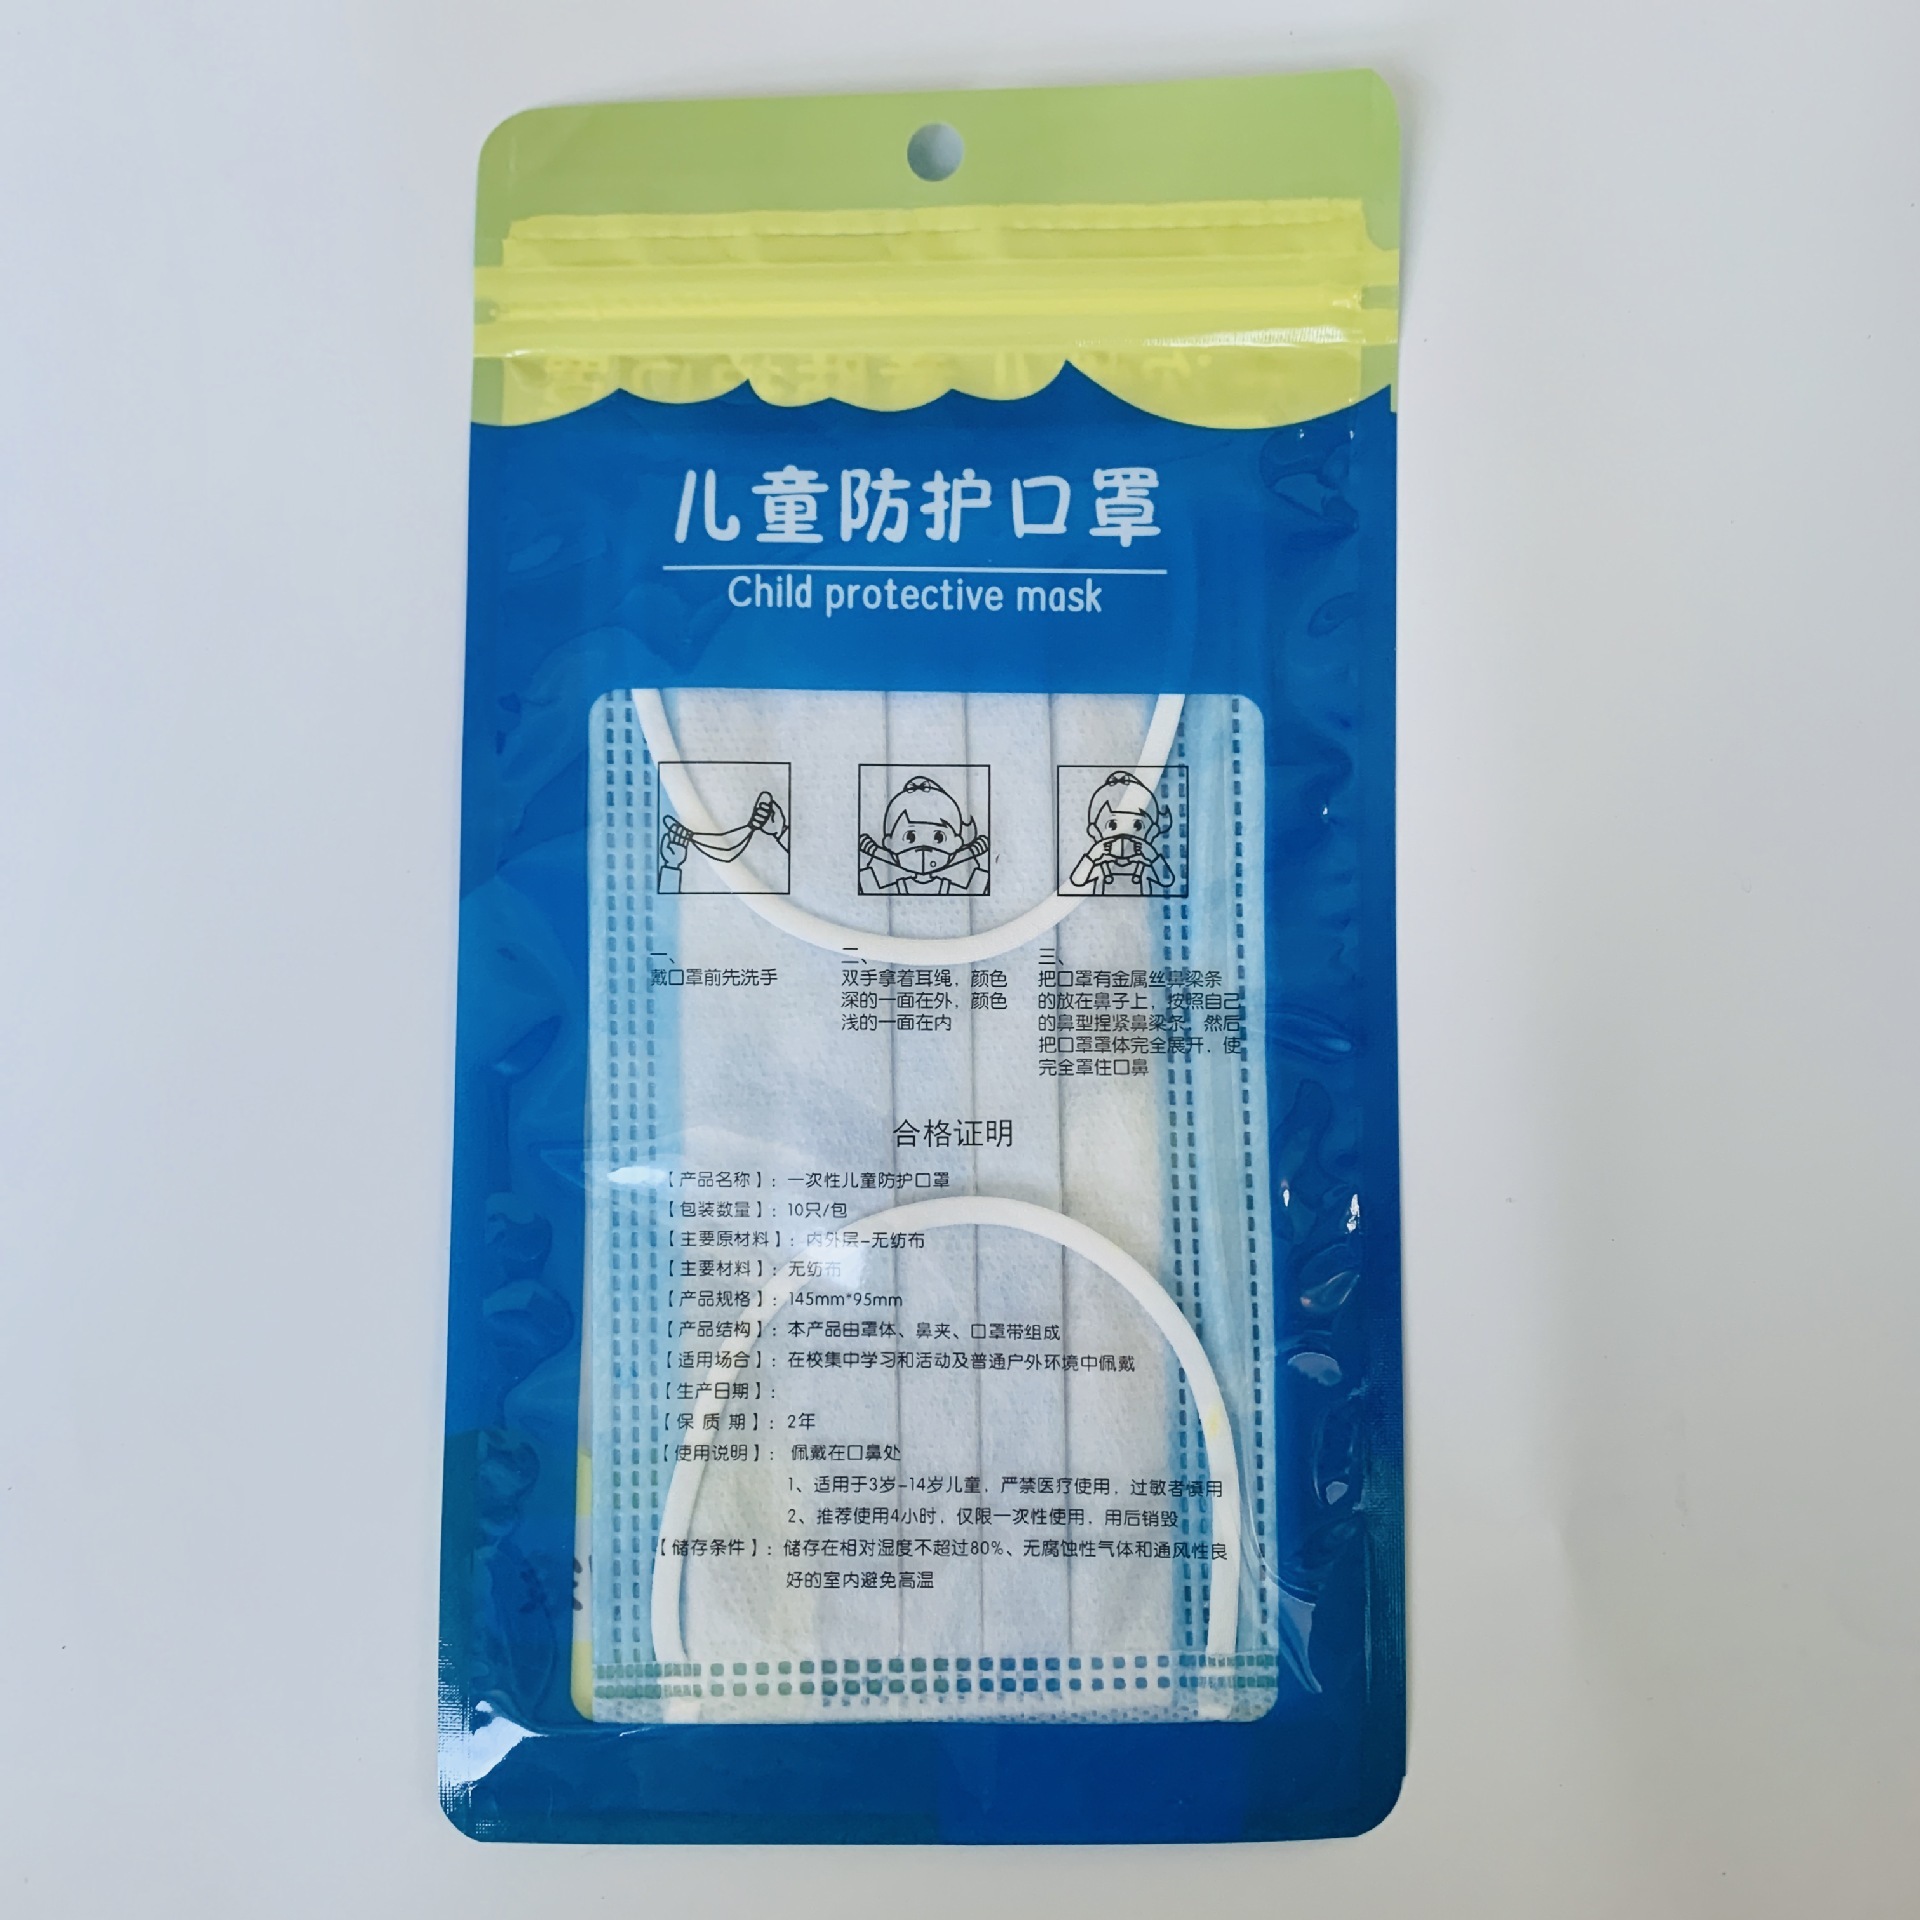 儿童防护口罩
Child protective mask
一、
戴口罩前先洗手
二、
双手拿着耳绳，颜色
深的一面在外，颜色
浅的一面在内
三、
把口罩有金属丝鼻梁条
的放在鼻子上，按照自己
的鼻型捏紧鼻梁条，然后
把口罩罩体完全展开，使
完全罩住口鼻
合格证明
【产品名称】：一次性儿童防护口罩
【包装数量】：10只/包
【主要原材料】：内外层-无纺布
【主要材料】：无纺布
【产品规格】：145mm*95mm
【产品结构】：本产品由罩体、鼻夹、口罩带组成
【适用场合】：在校集中学习和活动及普通户外环境中佩戴
【生产日期】：
【保 质 期】：2年
【使用说明】：佩戴在口鼻处
1、适用于3岁-14岁儿童，严禁医疗使用，过敏者慎用
2、推荐使用4小时，仅限一次性使用，用后销毁
【储存条件】：储存在相对湿度不超过80%、无腐蚀性气体和通风性良
好的室内避免高温